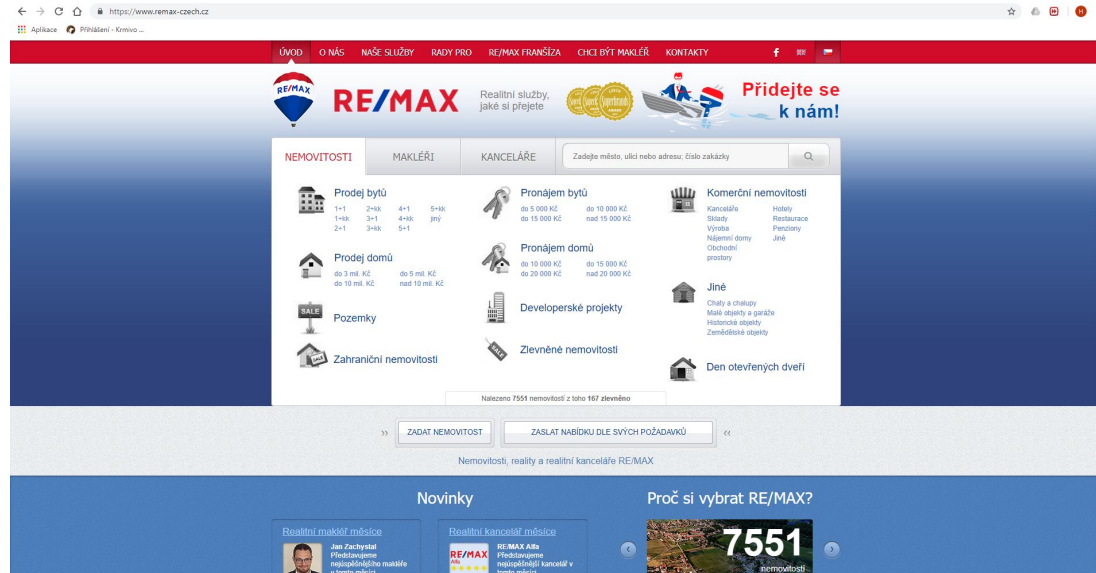 https://www.remax-czech.cz
Aplikace
Přihlášení - Krmivo ...
H
ÚVOD O NÁS NAŠE SLUŽBY RADY PRO RE/MAX FRANŠÍZA CHCI BÝT MAKLÉŘ KONTAKTY f
RE/MAX
RE/MAX
Realitní služby,
jaké si přejete
Superbrands
Přidejte se
k nám!
NEMOVITOSTI MAKLÉŘI KANCELÁŘE
Zadejte město, ulici nebo adresu; číslo zakázky
Prodej bytů
1+1 2+kk 4+1 5+kk
1+kk 3+1 4+kk jiný
2+1 3+kk 5+1
Prodej domů
do 3 mil. Kč do 5 mil. Kč
do 10 mil. Kč nad 10 mil. Kč
SALE
Pozemky
SALE
Zahraniční nemovitosti
Pronájem bytů
do 5 000 Kč do 10 000 Kč
do 15 000 Kč nad 15 000 Kč
Pronájem domů
do 10 000 Kč do 15 000 Kč
do 20 000 Kč nad 20 000 Kč
Developerské projekty
SALE
Zlevněné nemovitosti
Komerční nemovitosti
Kanceláře Hotely
Sklady Restaurace
Výroba Penziony
Nájemní domy Jiné
Obchodní
prostory
Jiné
Chaty a chalupy
Malé objekty a garáže
Historické objekty
Zemědělské objekty
Den otevřených dveří
Nalezeno 7551 nemovitostí z toho 167 zlevněno
›› ZADAT NEMOVITOST ZASLAT NABÍDKU DLE SVÝCH POŽADAVKŮ ‹‹
Nemovitosti, reality a realitní kanceláře RE/MAX
Novinky
Realitní makléř měsíce
Jan Zachystal
Představujeme
nejúspěšnějšího makléře
v tomto měsíci
Realitní kancelář měsíce
RE/MAX
Alfa
RE/MAX Alfa
Představujeme
nejúspěšnější kancelář v
tomto měsíci
Proč si vybrat RE/MAX?
7551
nemovitostí